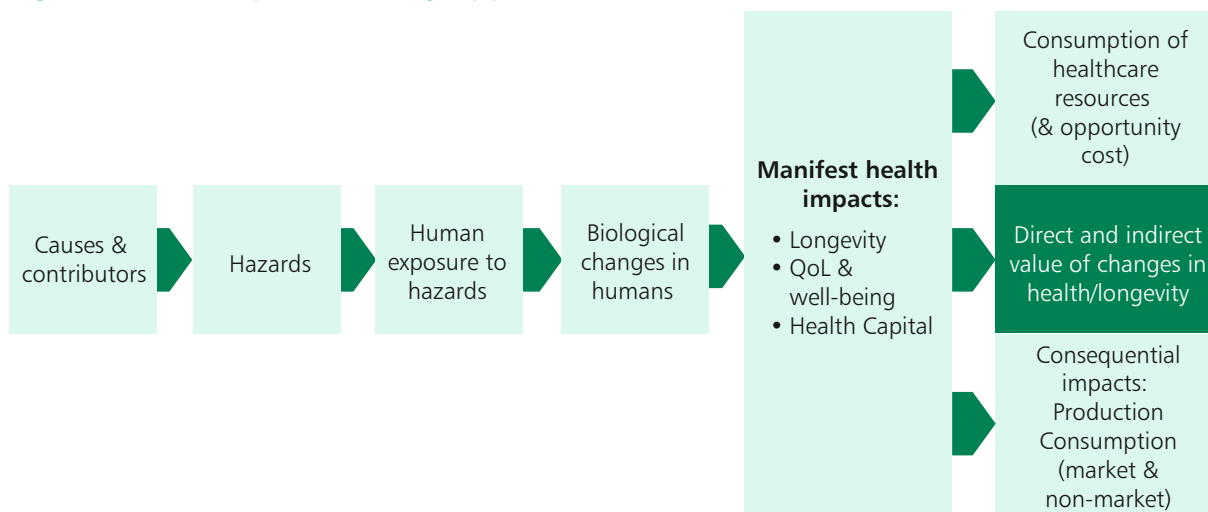 Causes &
contributors
Hazards
Human
exposure to
hazards
Biological
changes in
humans
Manifest health
impacts:
• Longevity
• QoL &
well-being
• Health Capital
Consumption of
healthcare
resources
(& opportunity
cost)
Direct and indirect
value of changes in
health/longevity
Consequential
impacts:
Production
Consumption
(market &
non-market)